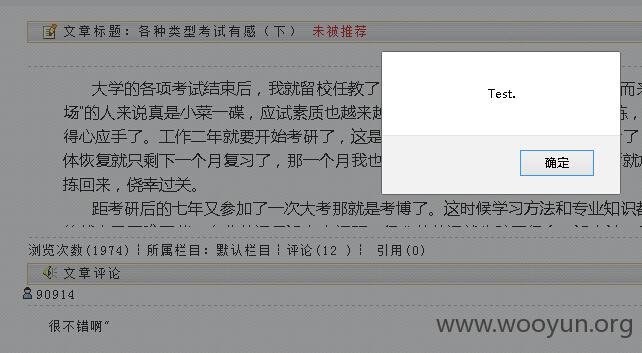 文章标题：各种类型考试有感（下） 未被推荐
大学的各项考试结束后，我就留校任教了
而来
场"的人来说真是小菜一碟，应试素质也越来越
练，
得心应手了。工作二年就要开始考研了，这是
了
体恢复就只剩下一个月复习了，那一个月我也
就
拣回来，侥幸过关。
距考研后的七年又参加了一次大考那就是考博了。这时候学习方法和专业知识都
Test.
确定
浏览次数(1974)┆所属栏目：默认栏目┆评论(12 )┆ 引用(0)
文章评论
90914
很不错啊"
www.wooyun.org